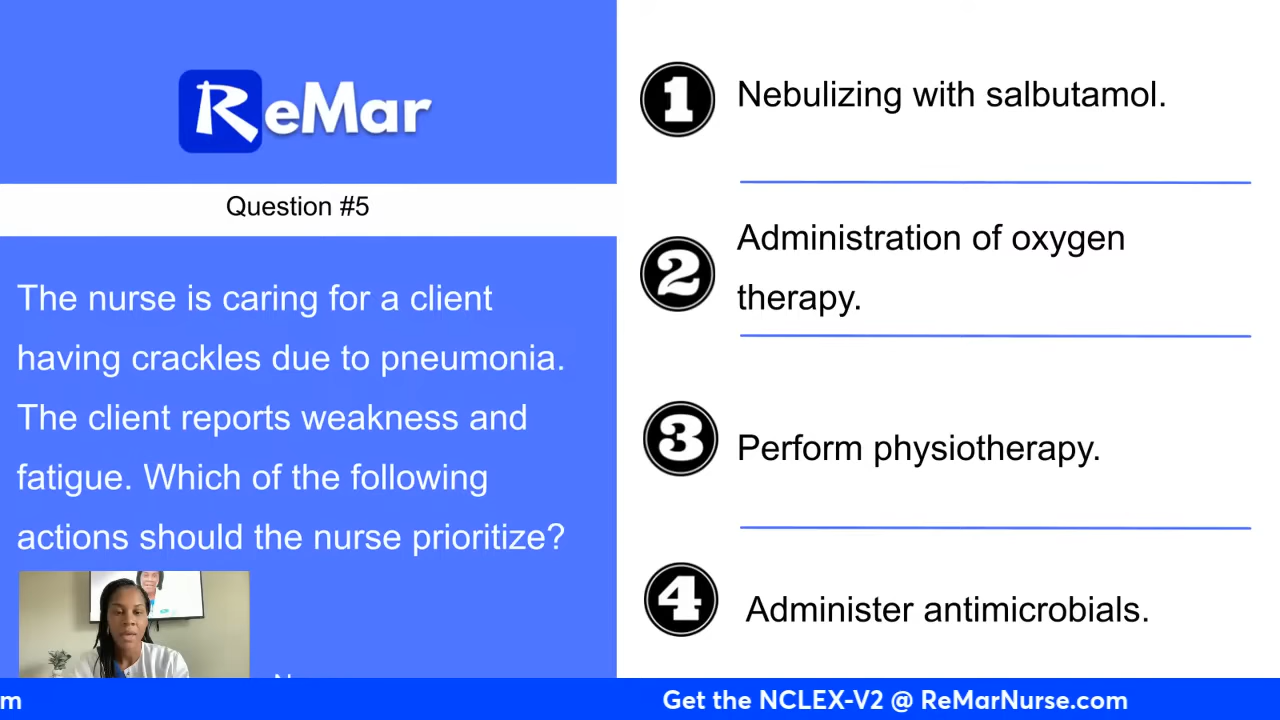 ReMar
Question #5
The nurse is caring for a client
having crackles due to pneumonia.
The client reports weakness and
fatigue. Which of the following
actions should the nurse prioritize?
1
Nebulizing with salbutamol.
2
Administration of oxygen
therapy.
3
Perform physiotherapy.
4
Administer antimicrobials.
m
Get the NCLEX-V2 @ ReMarNurse.com